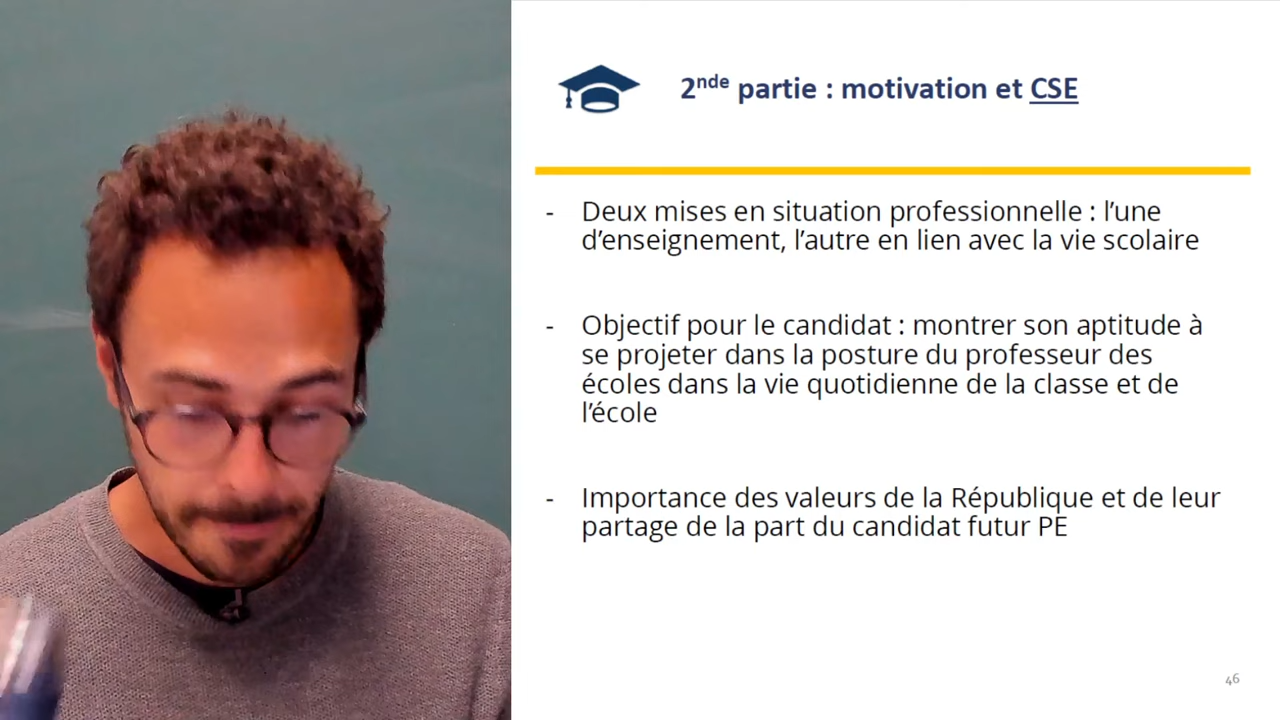 2nde partie : motivation et CSE
- Deux mises en situation professionnelle : l’une
d’enseignement, l’autre en lien avec la vie scolaire
- Objectif pour le candidat : montrer son aptitude à
se projeter dans la posture du professeur des
écoles dans la vie quotidienne de la classe et de
l’école
- Importance des valeurs de la République et de leur
partage de la part du candidat futur PE
46